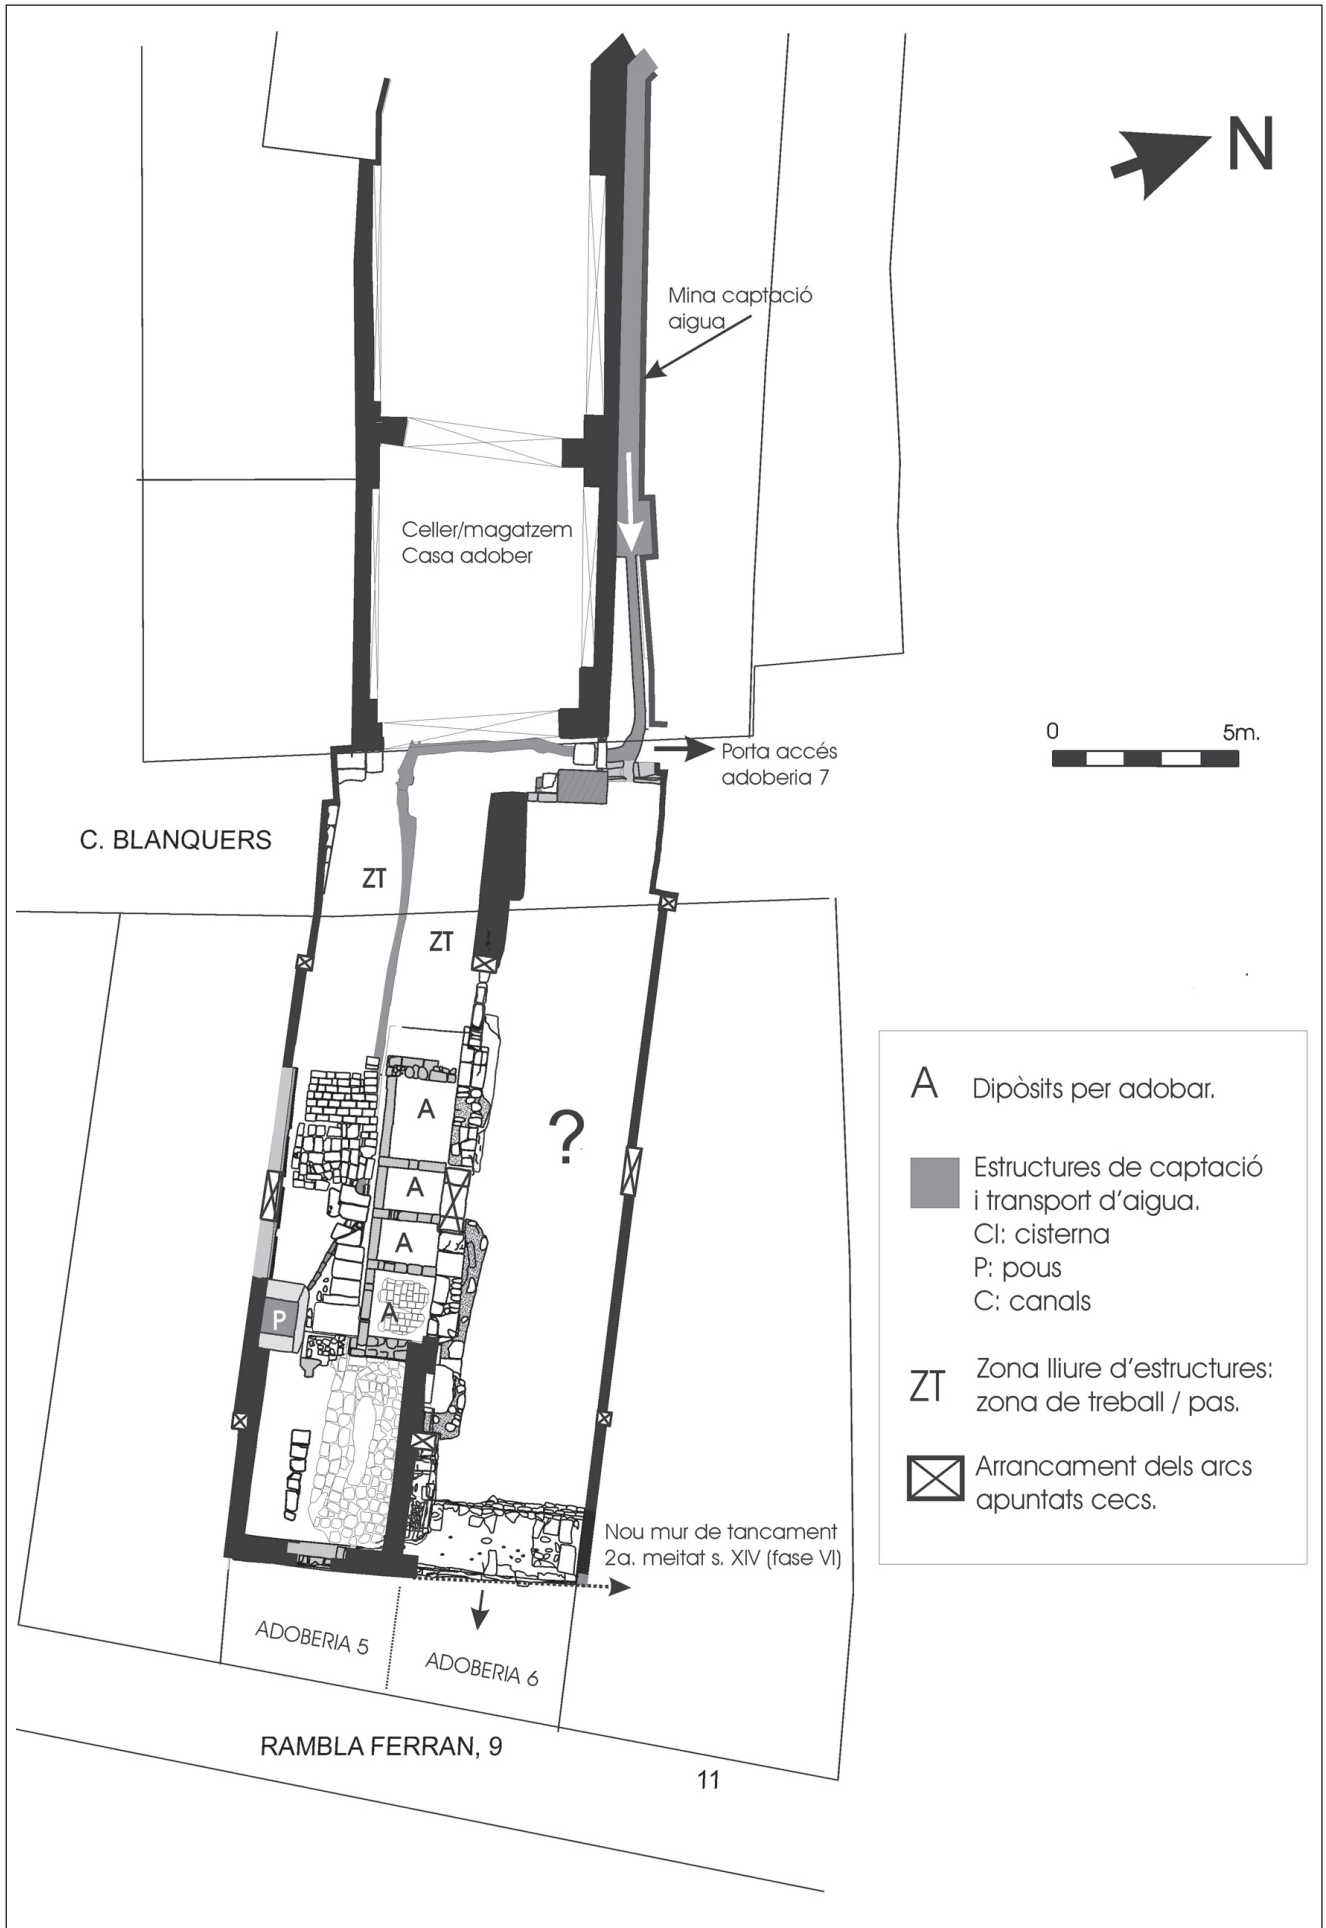 N
Mina captació
aigua
Celler/magatzem
Casa adober
0 5m.
Porta accés
adoberia 7
C. BLANQUERS
ZT
ZT
A
?
A
A
A
P
A Dipòsits per adobar.
Estructures de captació
i transport d'aigua.
CI: cisterna
P: pous
C: canals
ZT Zona lliure d'estructures:
zona de treball / pas.
Arrancament dels arcs
apuntats cecs.
Nou mur de tancament
2a. meitat s. XIV (fase VI)
ADOBERIA 5
ADOBERIA 6
RAMBLA FERRAN, 9
11